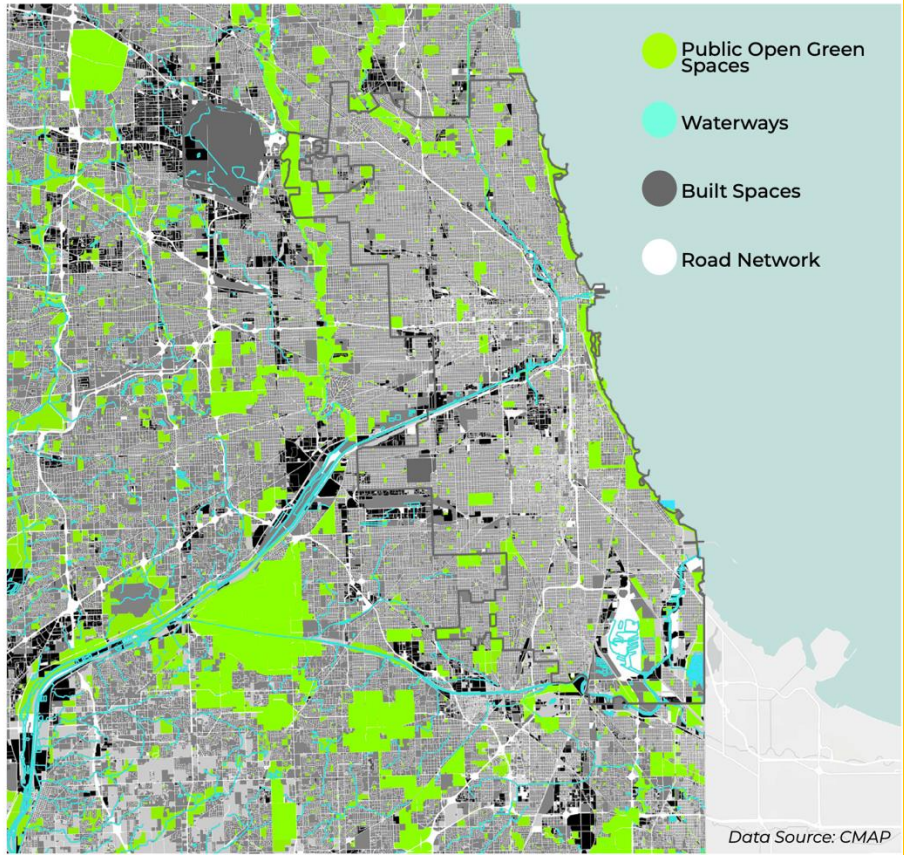 Public Open Green
Spaces
Waterways
Built Spaces
Road Network
Data Source: CMAP